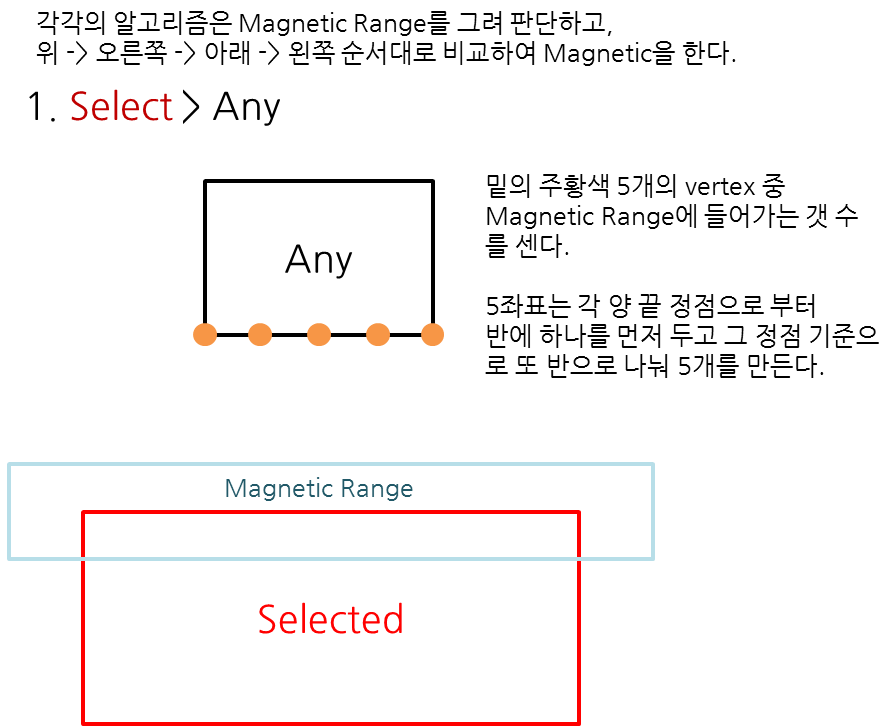 각각의 알고리즘은 Magnetic Range를 그려 판단하고,
위 -> 오른쪽 -> 아래 -> 왼쪽 순서대로 비교하여 Magnetic을 한다.
1. Select > Any
밑의 주황색 5개의 vertex 중
Magnetic Range에 들어가는 갯 수
를 센다.
5좌표는 각 양 끝 정점으로 부터
반에 하나를 먼저 두고 그 정점 기준으
로 또 반으로 나눠 5개를 만든다.
Any
Magnetic Range
Selected